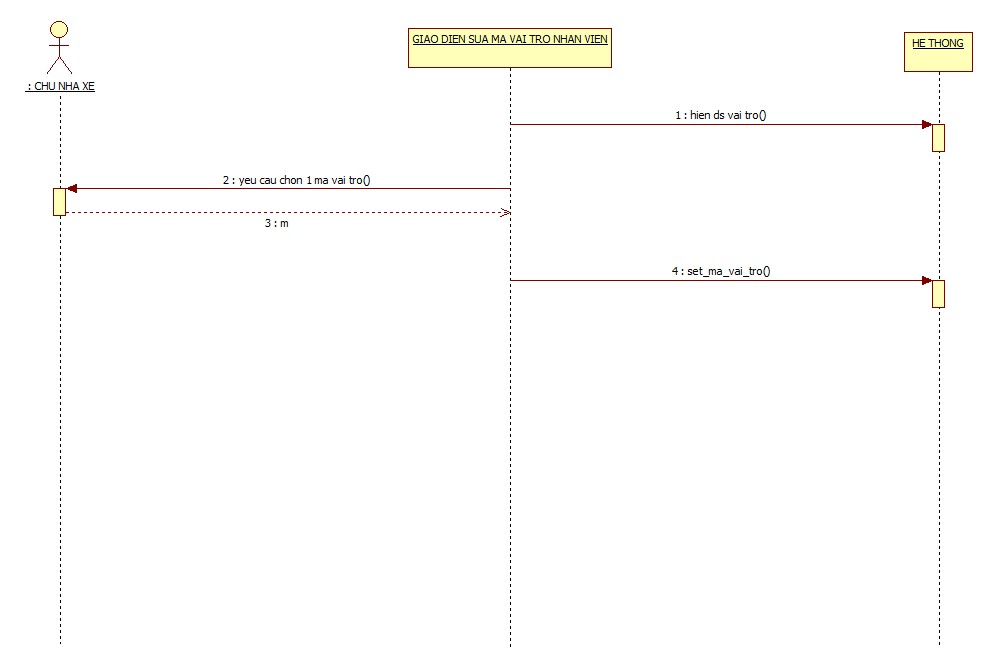 GIAO DIEN SUA MA VAI TRO NHAN VIEN
HE THONG
: CHU NHA XE
1 : hien ds vai tro()
2 : yeu cau chon 1 ma vai tro()
3 : m
4 : set_ma_vai_tro()